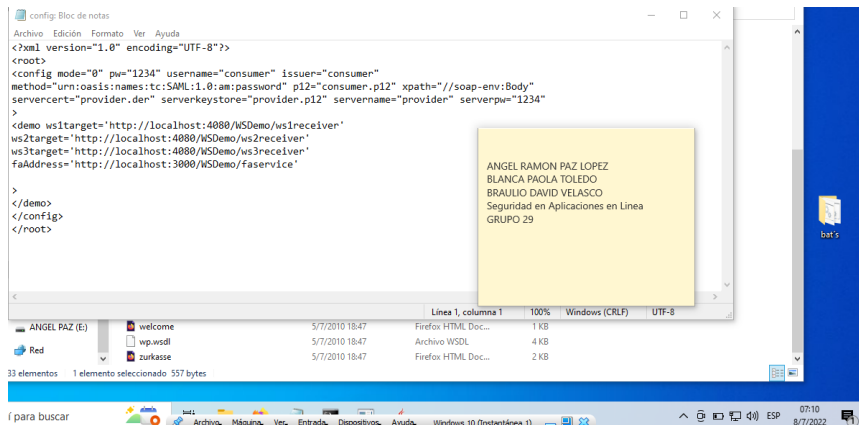 config: Bloc de notas
Archivo Edición Formato Ver Ayuda
<?xml version="1.0" encoding="UTF-8"?>
<root>
<config mode="0" pw="1234" username="consumer" issuer="consumer"
method="urn:oasis:names:tc:SAML:1.0:am:password" p12="consumer.p12" xpath="//soap-env:Body"
servercert="provider.der" serverkeystore="provider.p12" servername="provider" serverpw="1234"
>
<demo ws1target='http://localhost:4080/WSDemo/ws1receiver'
ws2target='http://localhost:4080/WSDemo/ws2receiver'
ws3target='http://localhost:4080/WSDemo/ws3receiver'
faAddress='http://localhost:3000/WSDemo/faservice'
>
</demo>
</config>
</root>
ANGEL RAMON PAZ LOPEZ
BLANCA PAOLA TOLEDO
BRAULIO DAVID VELASCO
Seguridad en Aplicaciones en Linea
GRUPO 29
bat's
Línea 1, columna 1 100% Windows (CRLF) UTF-8
ANGEL PAZ (E:) welcome 5/7/2010 18:47 Firefox HTML Doc... 1 KB
wp.wsdl 5/7/2010 18:47 Archivo WSDL 4 KB
Red zurkasse 5/7/2010 18:47 Firefox HTML Doc... 2 KB
33 elementos 1 elemento seleccionado 557 bytes
í para buscar
Archivo Máquina Ver Entrada Dispositivos Ayuda Windows 10 (Instantánea 1)
ESP 07:10
8/7/2022